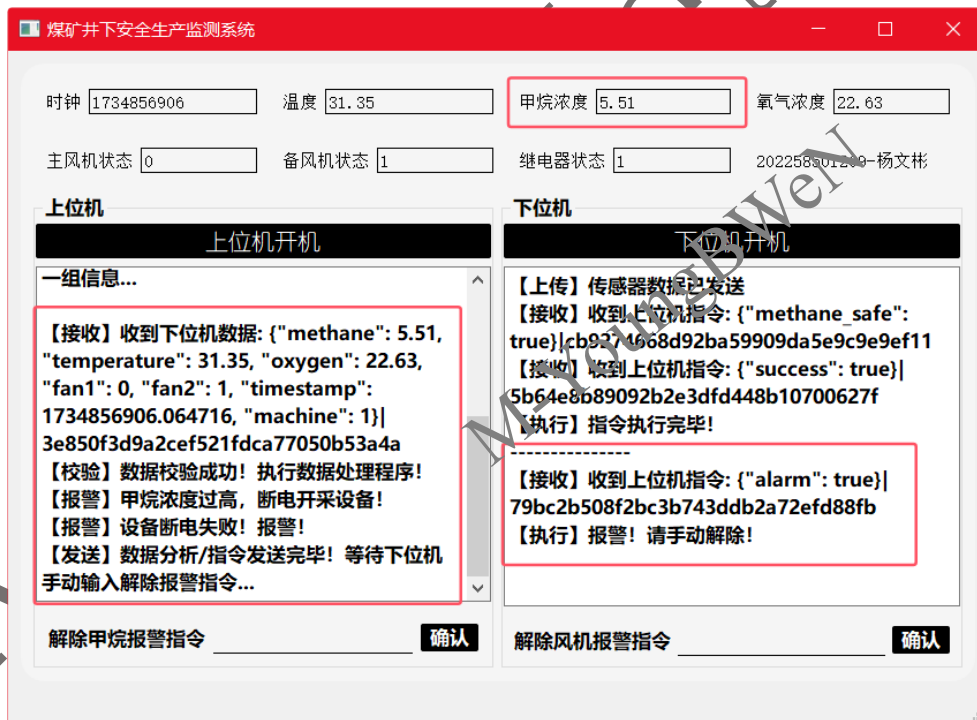 煤矿井下安全生产监测系统
时钟 1734856906 温度 31.35 甲烷浓度 5.51 氧气浓度 22.63
主风机状态 0 备风机状态 1 继电器状态 1 -杨文彬
上位机 下位机
上位机开机
一组信息...
【接收】收到下位机数据: {"methane": 5.51,
"temperature": 31.35, "oxygen": 22.63,
"fan1": 0, "fan2": 1, "timestamp":
1734856906.064716, "machine": 1}|
3e850f3d9a2cef521fdca77050b53a4a
【校验】数据校验成功！执行数据处理程序！
【报警】甲烷浓度过高，断电开采设备！
【报警】设备断电失败！报警！
【发送】数据分析/指令发送完毕！等待下位机
手动输入解除报警指令...
解除甲烷报警指令 确认
下位机开机
【上传】传感器数据已发送
【接收】收到上位机指令: {"methane_safe":
true}|cb9274668d92ba59909da5e9c9e9ef11
【接收】收到上位机指令: {"success": true}|
5b64e8b89092b2e3dfd448b10700627f
【执行】指令执行完毕！
---------------
【接收】收到上位机指令: {"alarm": true}|
79bc2b508f2bc3b743ddb2a72efd88fb
【执行】报警！请手动解除！
解除风机报警指令 确认
M-YoungBWeN